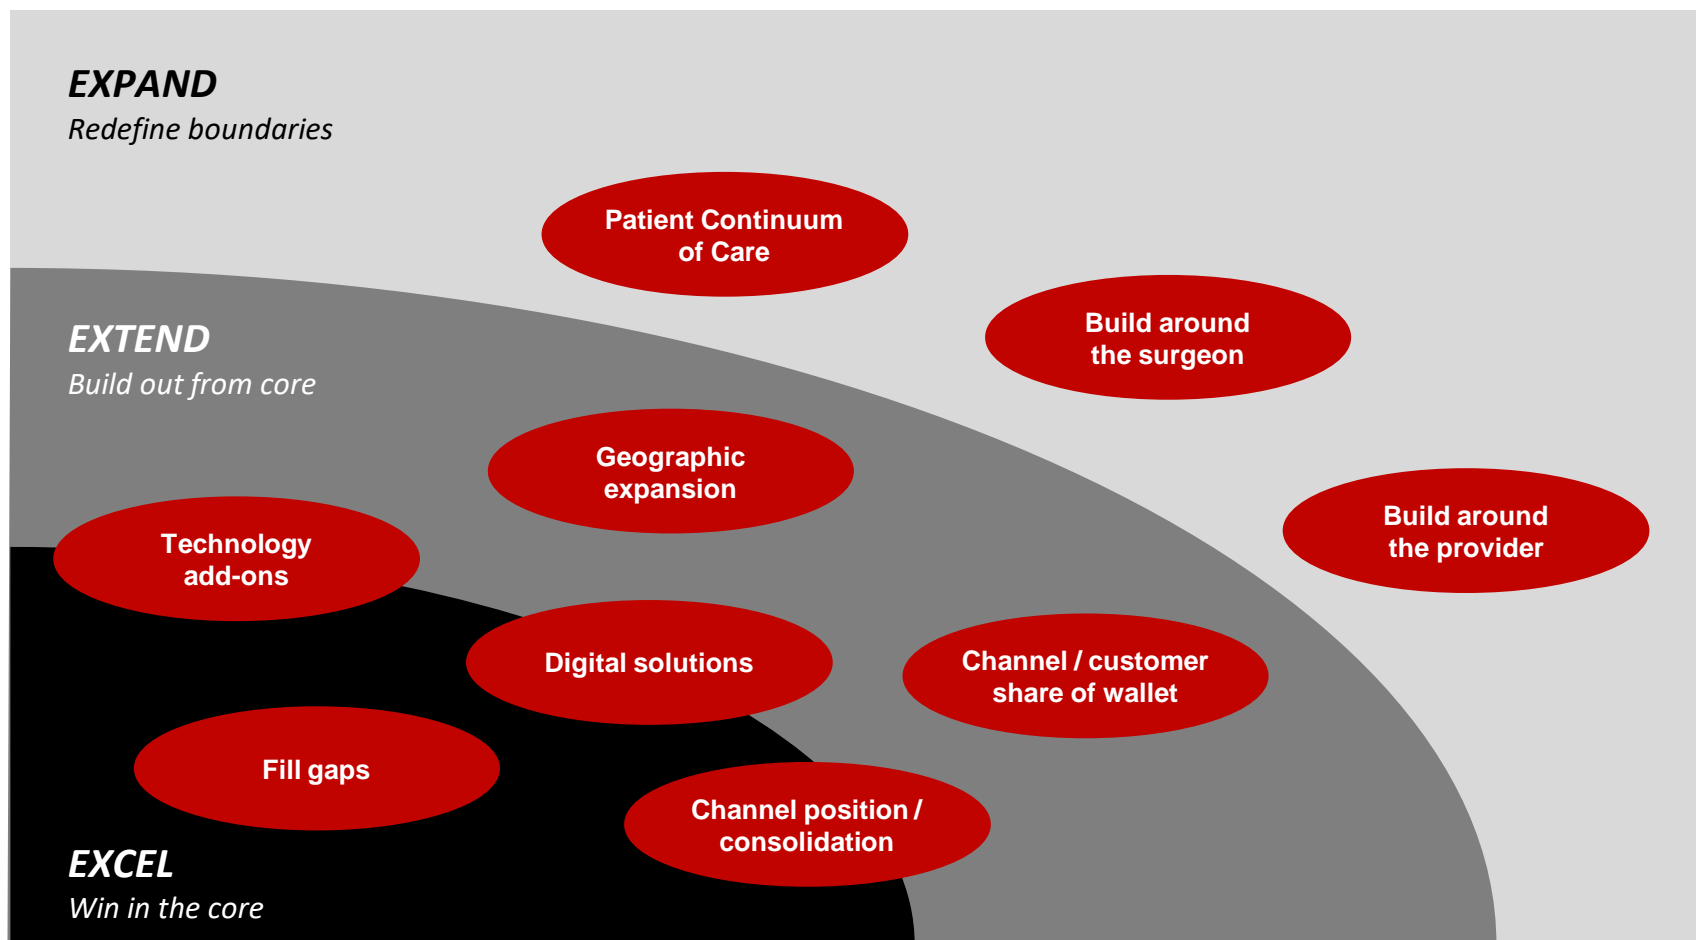 EXPAND
Redefine boundaries
Patient Continuum
of Care
Build around
the surgeon
EXTEND
Build out from core
Geographic
expansion
Build around
the provider
Technology
add-ons
Digital solutions
Channel / customer
share of wallet
Fill gaps
Channel position /
consolidation
EXCEL
Win in the core